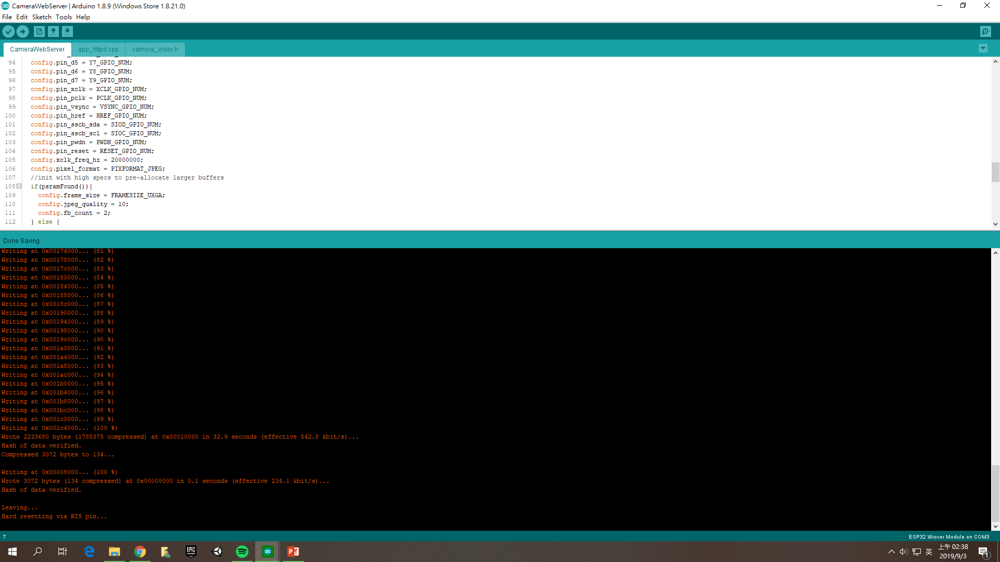 CameraWebServer | Arduino 1.8.9 (Windows Store 1.8.21.0)
File Edit Sketch Tools Help
CameraWebServer app_httpd.cpp camera_index.h
94 config.pin_d5 = Y7_GPIO_NUM;
95 config.pin_d6 = Y8_GPIO_NUM;
96 config.pin_d7 = Y9_GPIO_NUM;
97 config.pin_xclk = XCLK_GPIO_NUM;
98 config.pin_pclk = PCLK_GPIO_NUM;
99 config.pin_vsync = VSYNC_GPIO_NUM;
100 config.pin_href = HREF_GPIO_NUM;
101 config.pin_sscb_sda = SIOD_GPIO_NUM;
102 config.pin_sscb_scl = SIOC_GPIO_NUM;
103 config.pin_pwdn = PWDN_GPIO_NUM;
104 config.pin_reset = RESET_GPIO_NUM;
105 config.xclk_freq_hz = 20000000;
106 config.pixel_format = PIXFORMAT_JPEG;
107 //init with high specs to pre-allocate larger buffers
108 if(psramFound()){
109 config.frame_size = FRAMESIZE_UXGA;
110 config.jpeg_quality = 10;
111 config.fb_count = 2;
112 } else {
Done Saving.
Writing at 0x00174000... (81 %)
Writing at 0x00178000... (82 %)
Writing at 0x0017c000... (83 %)
Writing at 0x00180000... (84 %)
Writing at 0x00184000... (85 %)
Writing at 0x00188000... (86 %)
Writing at 0x0018c000... (87 %)
Writing at 0x00190000... (88 %)
Writing at 0x00194000... (89 %)
Writing at 0x00198000... (90 %)
Writing at 0x0019c000... (90 %)
Writing at 0x001a0000... (91 %)
Writing at 0x001a4000... (92 %)
Writing at 0x001a8000... (93 %)
Writing at 0x001ac000... (94 %)
Writing at 0x001b0000... (95 %)
Writing at 0x001b4000... (96 %)
Writing at 0x001b8000... (97 %)
Writing at 0x001bc000... (98 %)
Writing at 0x001c0000... (99 %)
Writing at 0x001c4000... (100 %)
Wrote 2233680 bytes (1788375 compressed) at 0x00010000 in 32.9 seconds (effective 542.8 kbit/s)...
Hash of data verified.
Compressed 3072 bytes to 134...
Writing at 0x00008000... (100 %)
Wrote 3072 bytes (134 compressed) at 0x00008000 in 0.1 seconds (effective 234.1 kbit/s)...
Hash of data verified.
Leaving...
Hard resetting via RTS pin...
7 ESP32 Wrover Module on COM3
EPIC GAMES
英 上午 02:38
2019/9/3
1